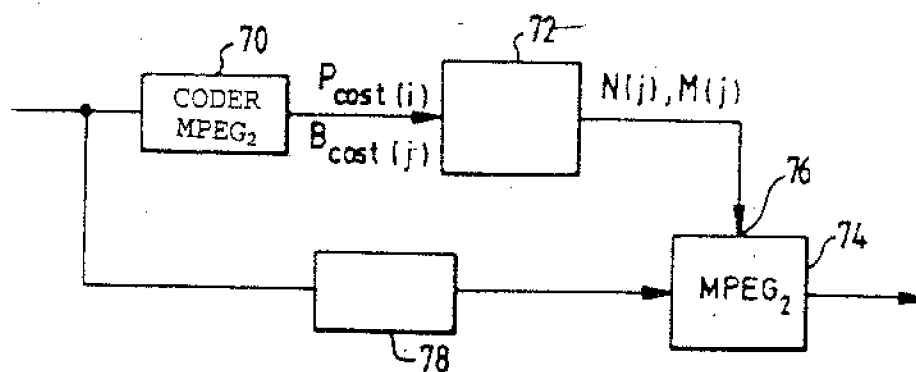 70
CODER
MPEG2
Pcost(i)
Bcost(j)
72
N(j), M(j)
76
74
MPEG2
78